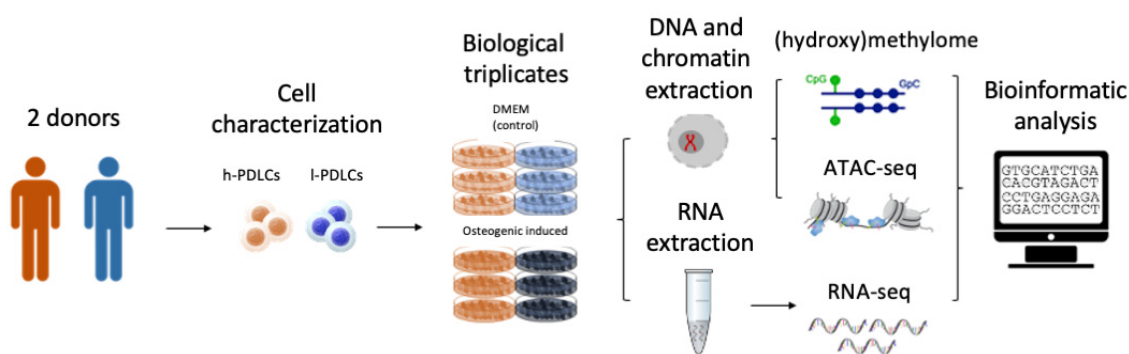 2 donors
Cell
characterization
h-PDLCs
l-PDLCs
Biological
triplicates
DMEM
(control)
Osteogenic induced
DNA and
chromatin
extraction
RNA
extraction
(hydroxy)methylome
CpG
GpC
ATAC-seq
RNA-seq
Bioinformatic
analysis
GTGCATCTGA
CACGTAGACT
CCTGAGGAGA
GGACTCCTCT